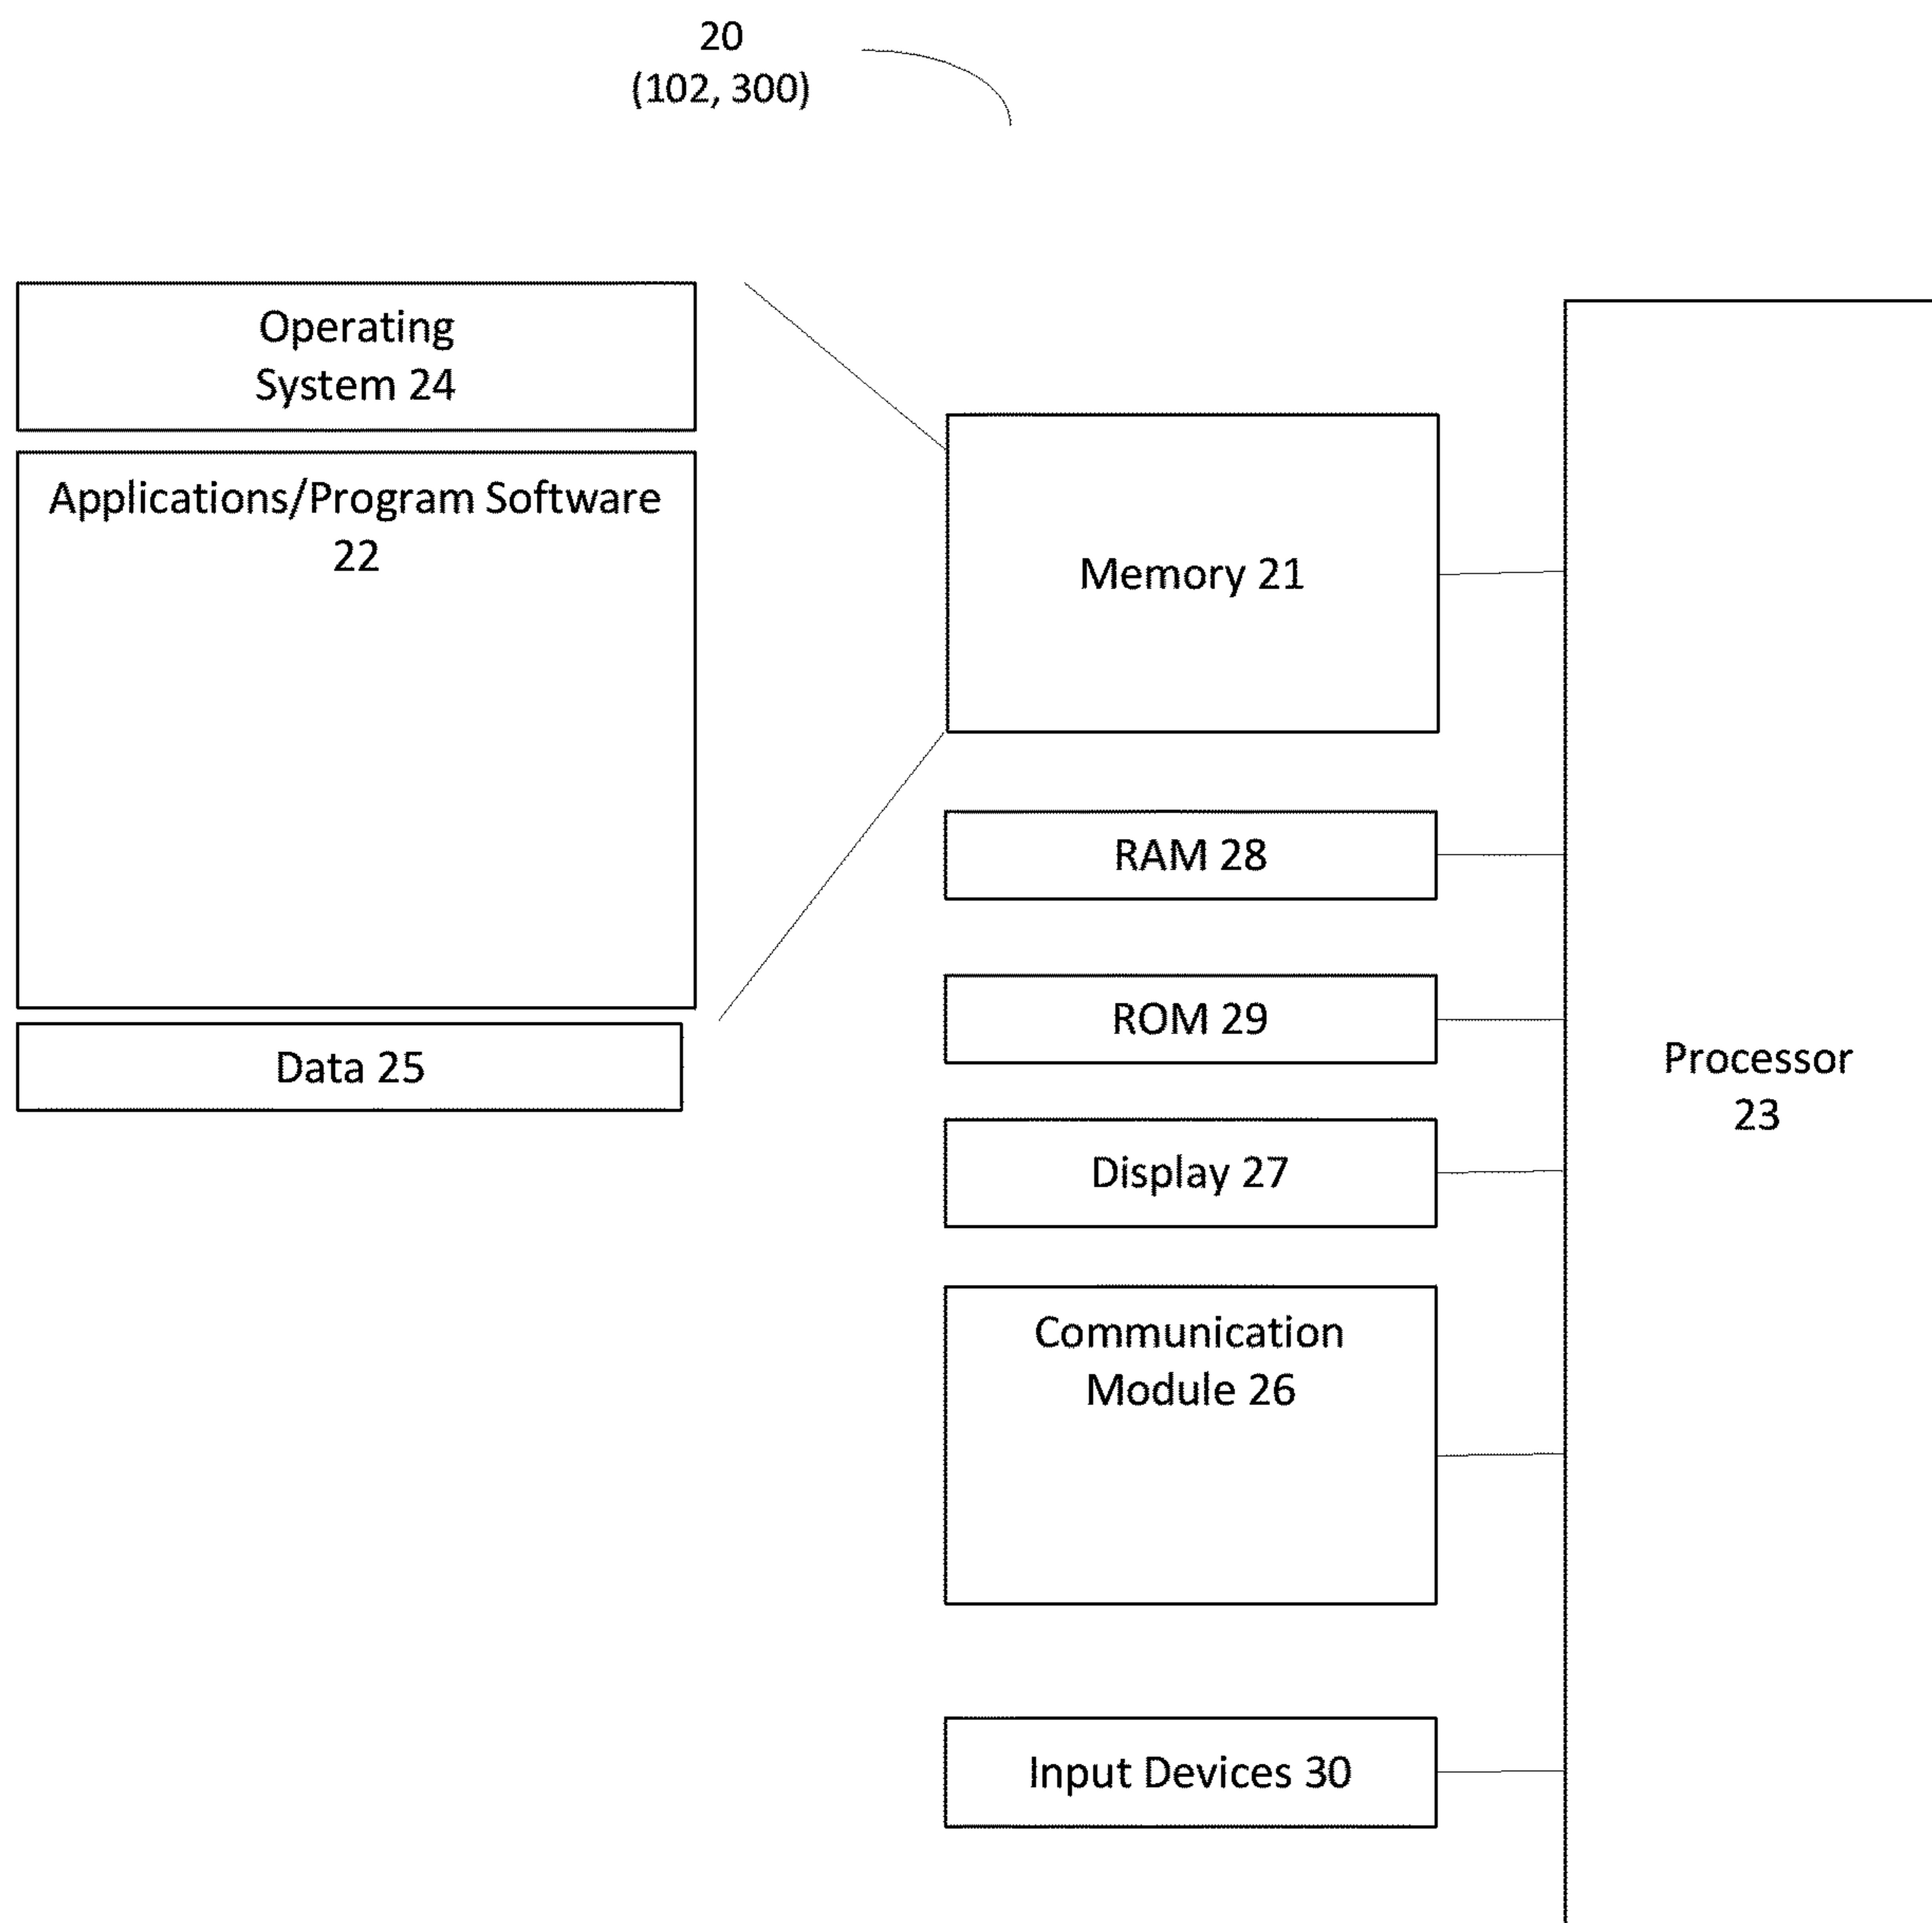 20
(102, 300)
Operating
System 24
Applications/Program Software
22
Data 25
Memory 21
RAM 28
ROM 29
Display 27
Communication
Module 26
Input Devices 30
Processor
23